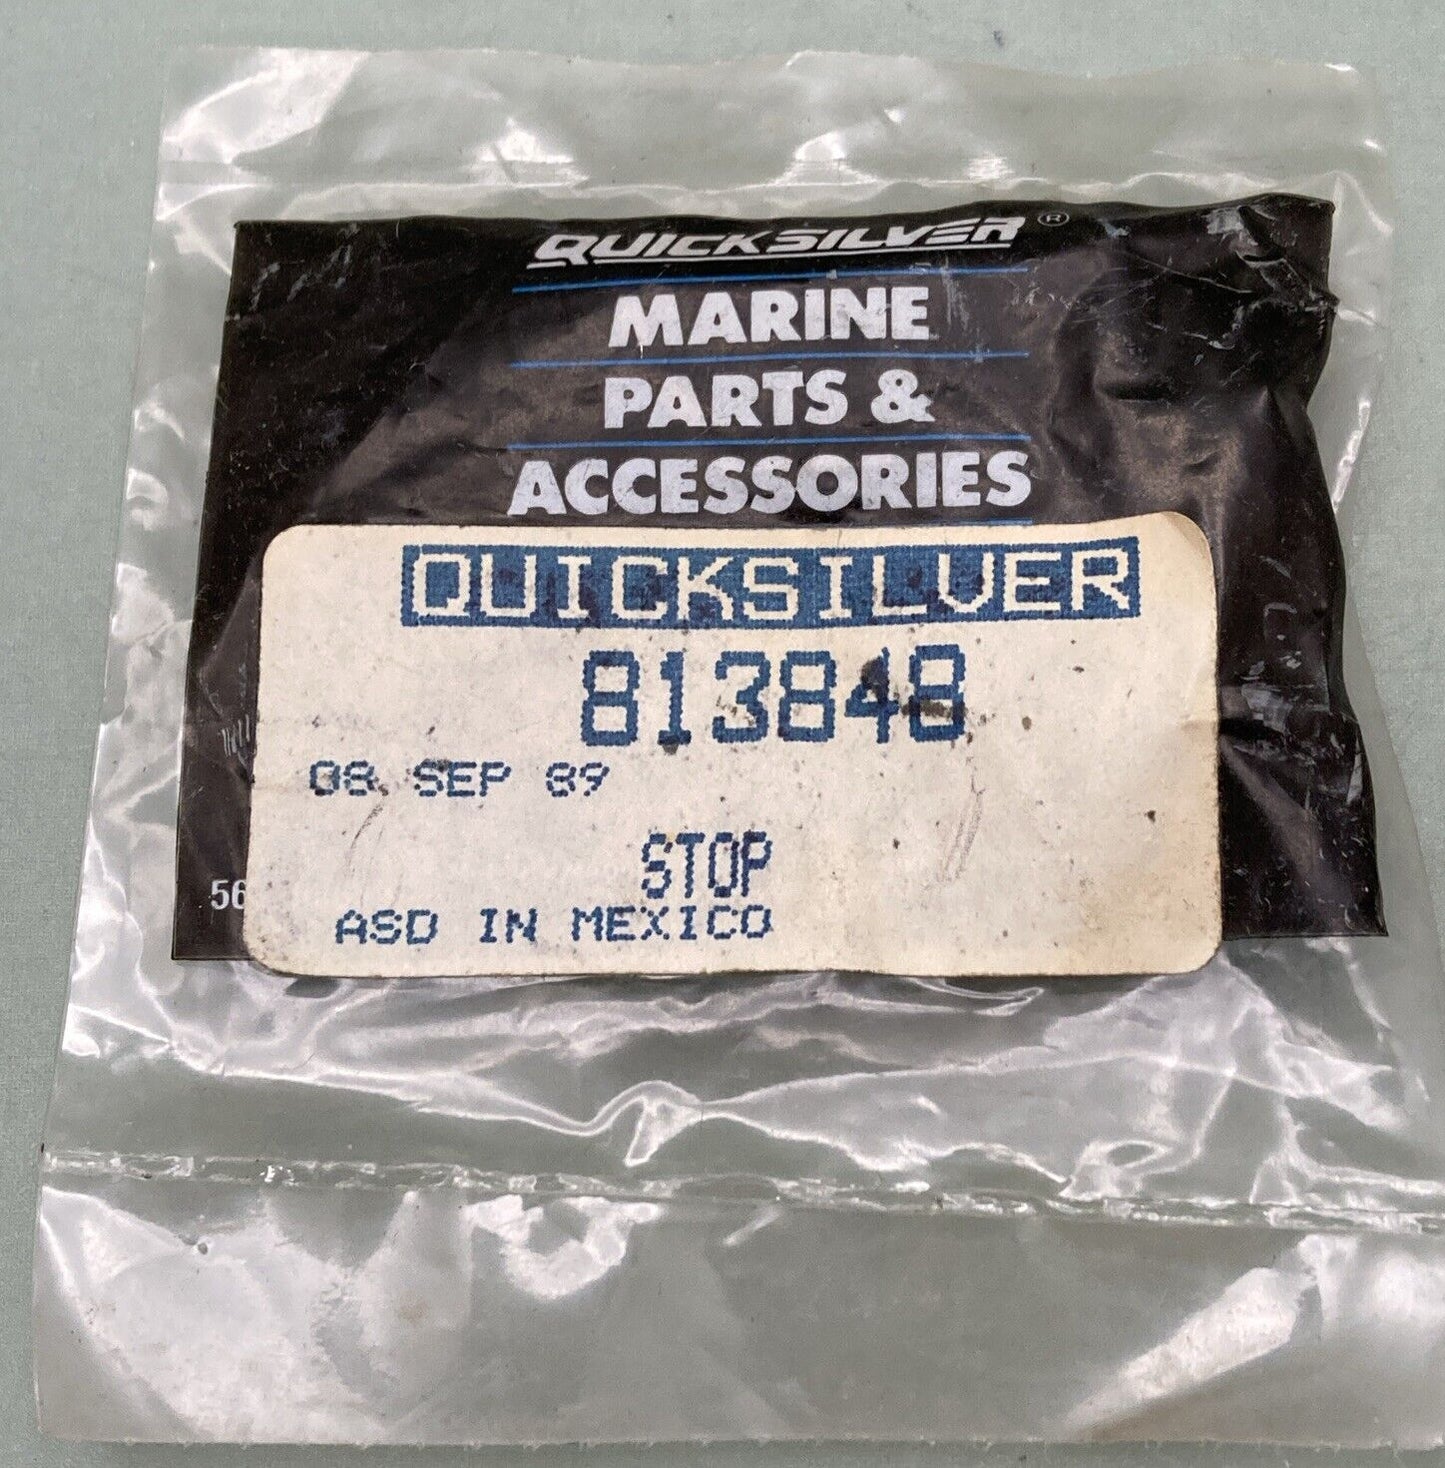 QUICKSILVER®
MARINE
PARTS &
ACCESSORIES
QUICKSILVER
813848
08 SEP 89
STOP
56
ASD IN MEXICO